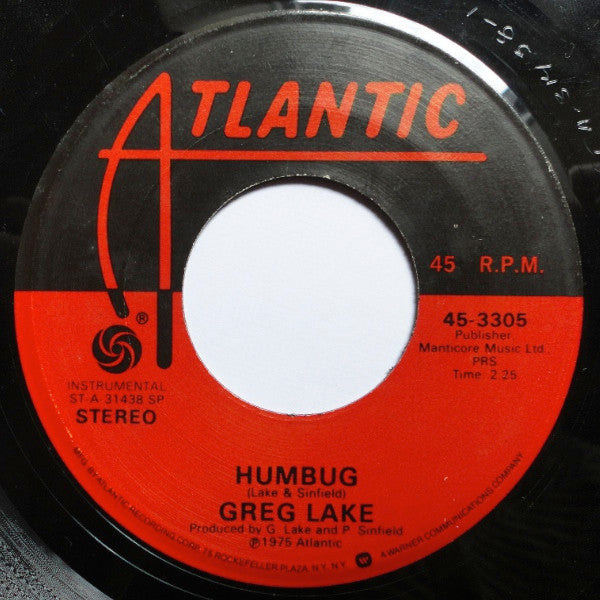 ATLANTIC
45 R.P.M.
®
45-3305
Publisher
Manticore Music Ltd.
PRS
Time: 2:25
INSTRUMENTAL
ST-A 31438 SP
STEREO
HUMBUG
(Lake & Sinfield)
GREG LAKE
Produced by G. Lake and P. Sinfield
℗1975 Atlantic
MFG. BY ATLANTIC RECORDING CORP., 75 ROCKEFELLER PLAZA, N.Y. N.Y. W A WARNER COMMUNICATIONS COMPANY